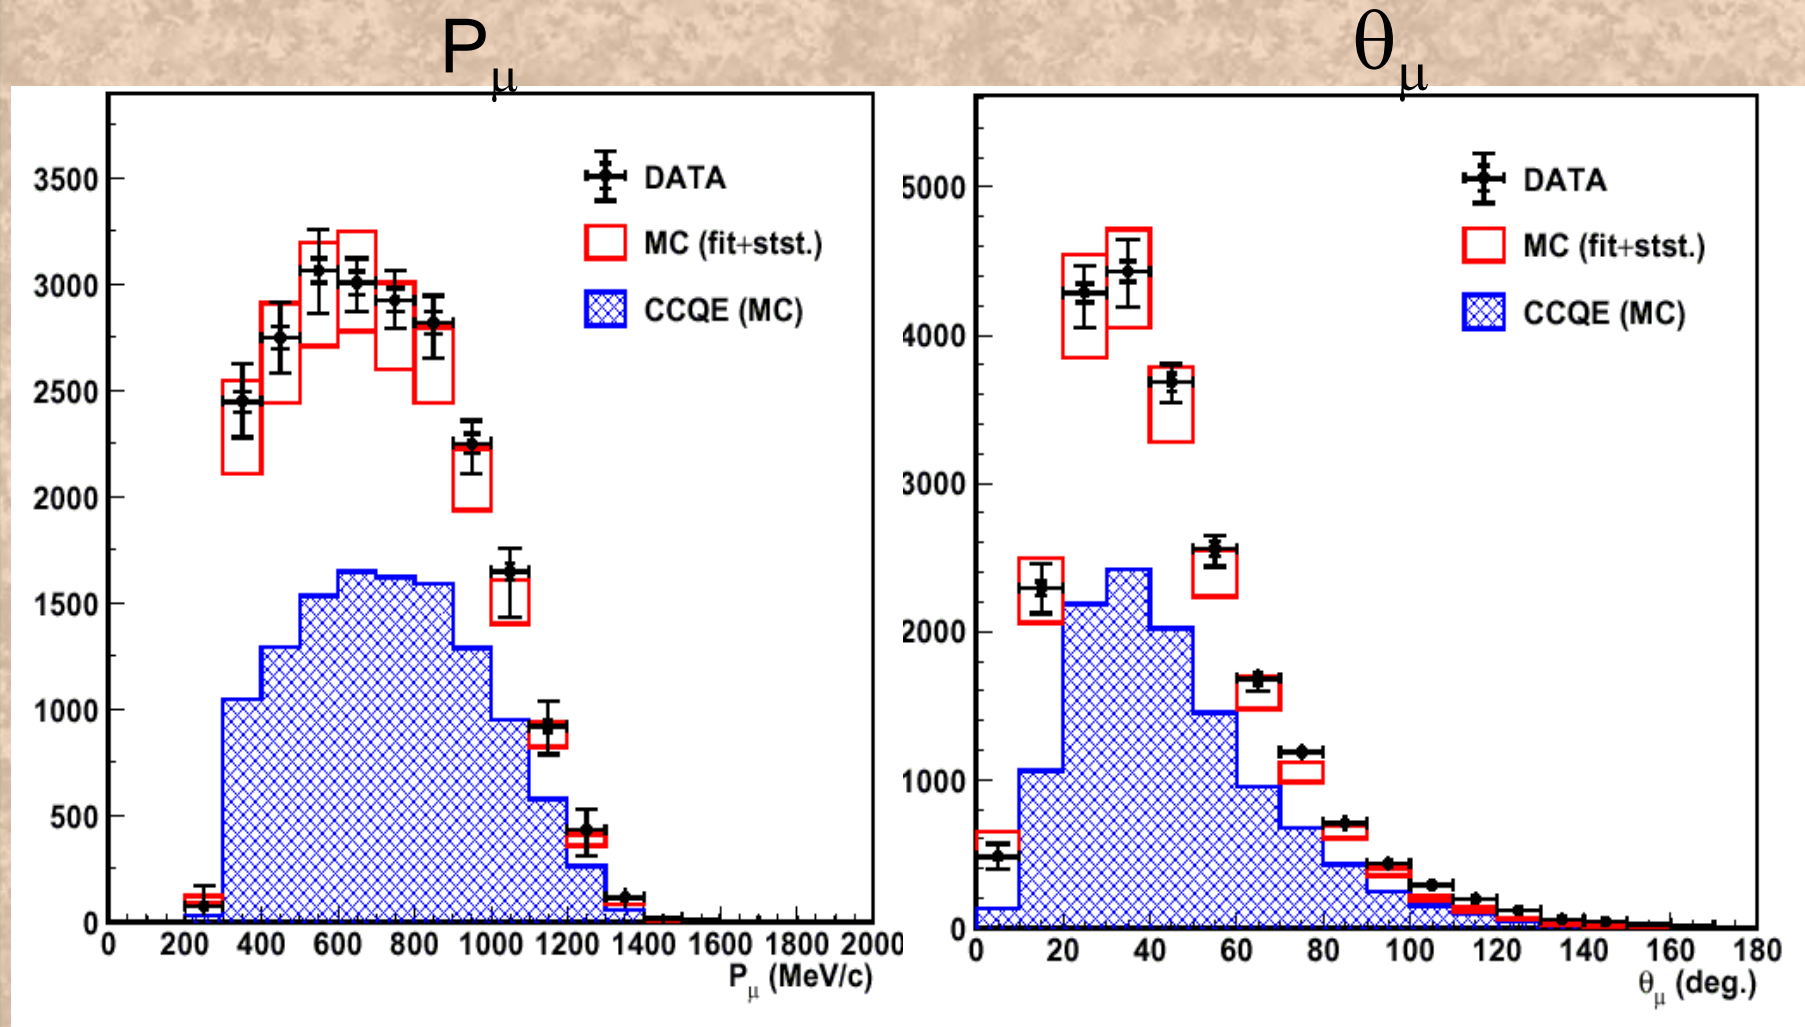 Pμ
θμ
3500
3000
2500
2000
1500
1000
500
0
DATA
MC (fit+stst.)
CCQE (MC)
0 200 400 600 800 1000 1200 1400 1600 1800 2000
Pμ (MeV/c)
5000
4000
3000
2000
1000
0
DATA
MC (fit+stst.)
CCQE (MC)
0 20 40 60 80 100 120 140 160 180
θμ (deg.)